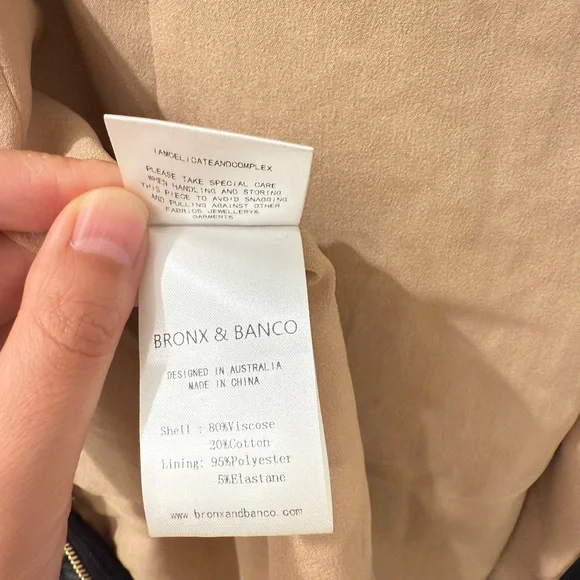 IAMDELICATEANDCOMPLEX
PLEASE TAKE SPECIAL CARE
WHEN HANDLING AND STORING
THIS PIECE TO AVOID SNAGGING
AND PULLING AGAINST OTHER
FABRICS JEWELLERYS
GARMENTS
BRONX & BANCO
DESIGNED IN AUSTRALIA
MADE IN CHINA
Shell : 80%Viscose
20%Cotton
Lining: 95%Polyester
5%Elastane
www.bronxandbanco.com